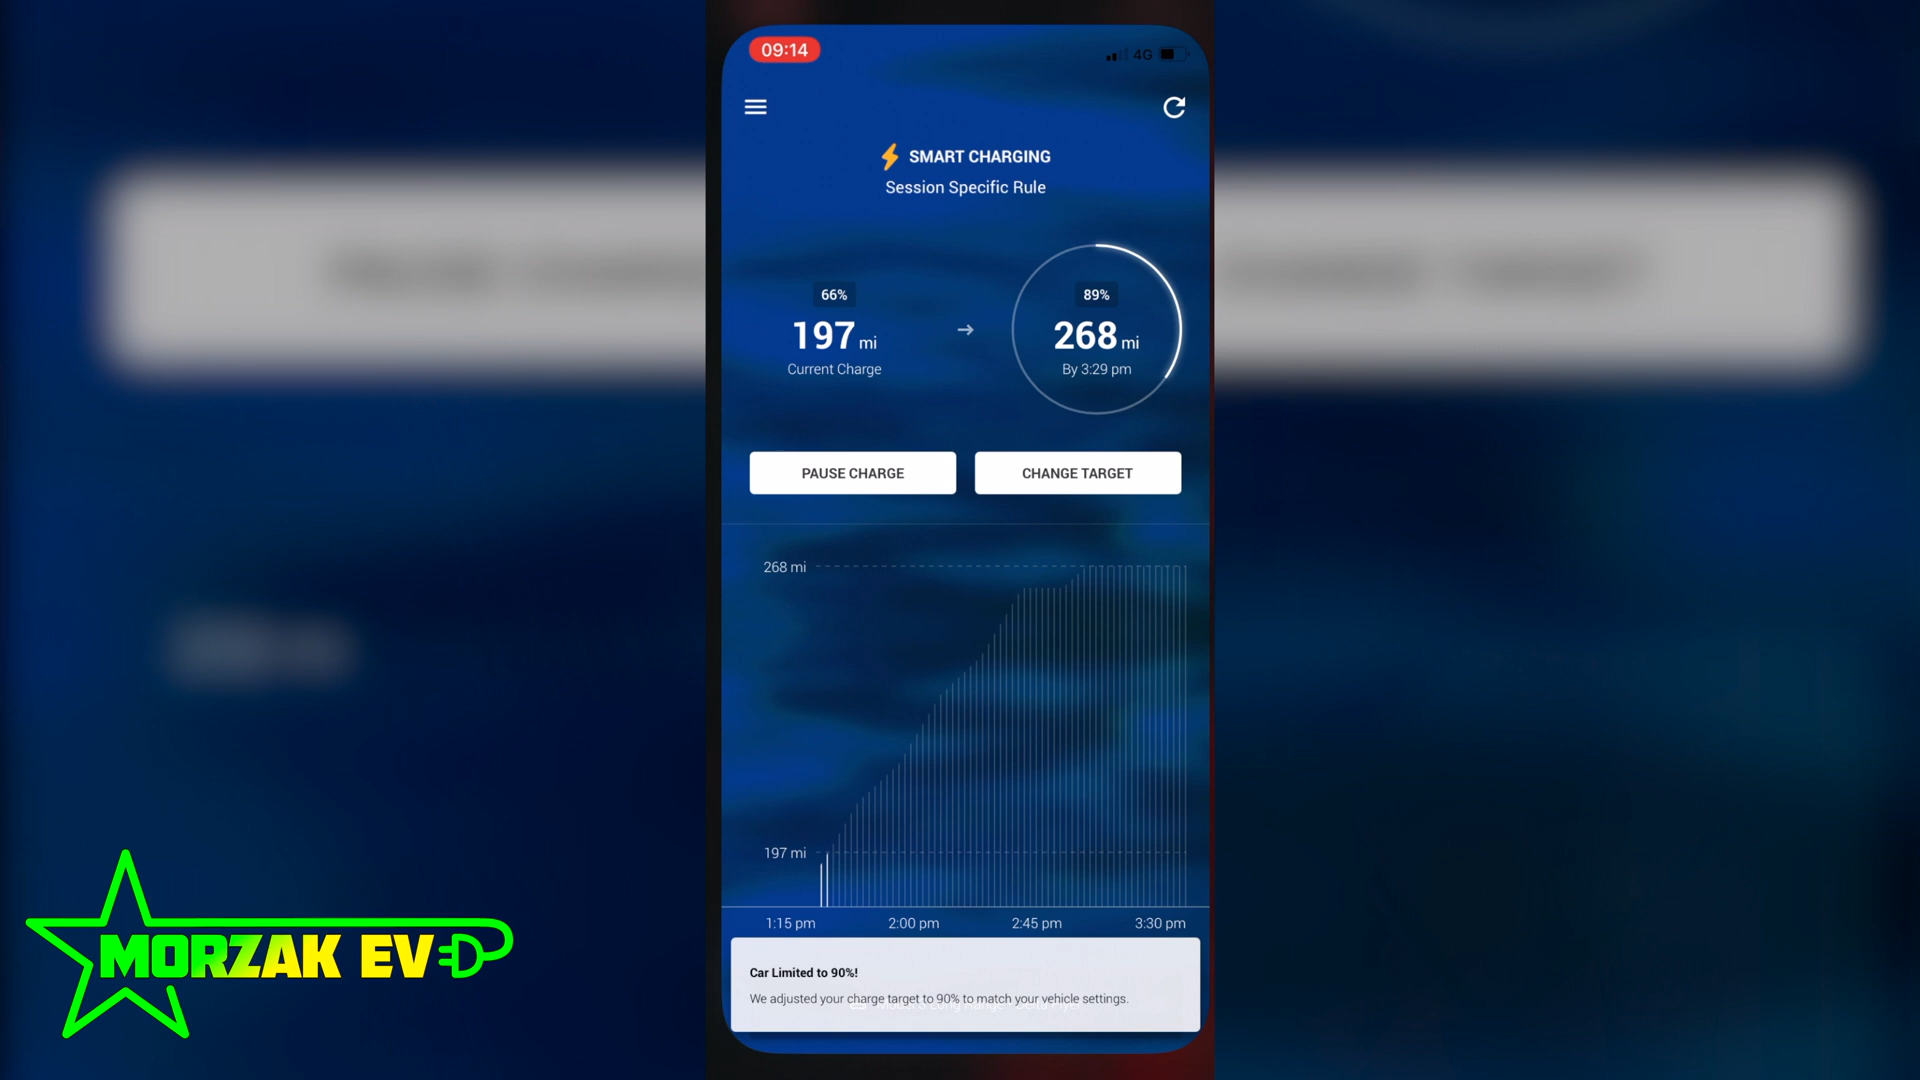 09:14
4G
SMART CHARGING
Session Specific Rule
66%
197 mi
Current Charge
89%
268 mi
By 3:29 pm
PAUSE CHARGE
CHANGE TARGET
268 mi
197 mi
1:15 pm
2:00 pm
2:45 pm
3:30 pm
Car Limited to 90%!
We adjusted your charge target to 90% to match your vehicle settings.
MORZAK EV